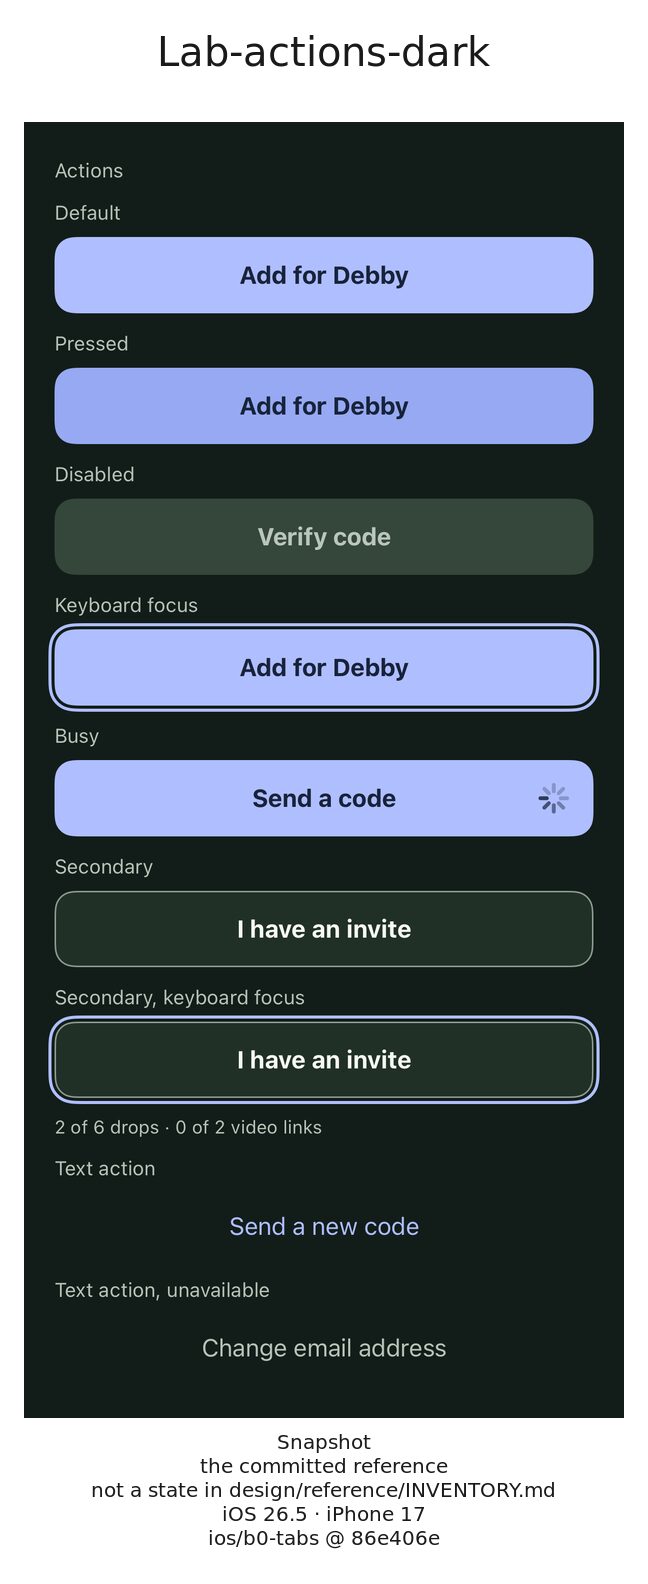 Lab-actions-dark
Actions
Default
Add for Debby
Pressed
Add for Debby
Disabled
Verify code
Keyboard focus
Add for Debby
Busy
Send a code
Secondary
I have an invite
Secondary, keyboard focus
I have an invite
2 of 6 drops · 0 of 2 video links
Text action
Send a new code
Text action, unavailable
Change email address
Snapshot
the committed reference
not a state in design/reference/INVENTORY.md
iOS 26.5 · iPhone 17
ios/b0-tabs @ 86e406e